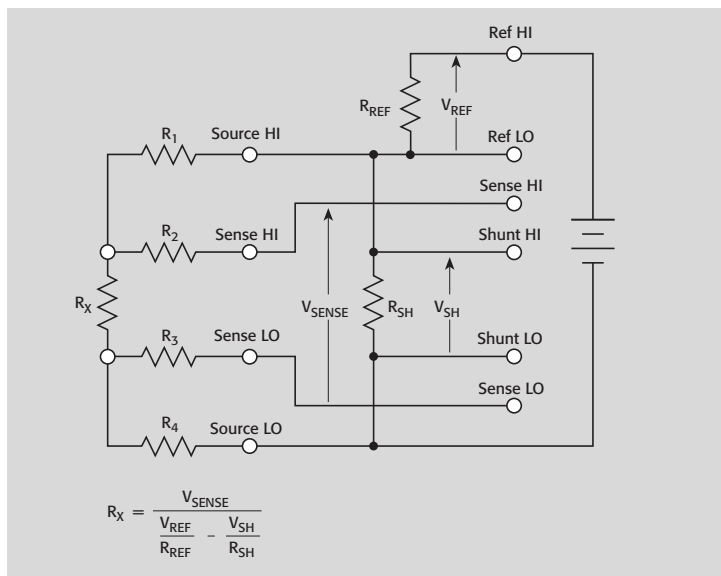 Ref HI
R_REF
V_REF
R_1
Source HI
Ref LO
Sense HI
R_2
Sense HI
Shunt HI
R_X
V_SENSE
R_SH
V_SH
R_3
Sense LO
Shunt LO
Sense LO
R_4
Source LO
R_X = V_SENSE / (V_REF / R_REF - V_SH / R_SH)